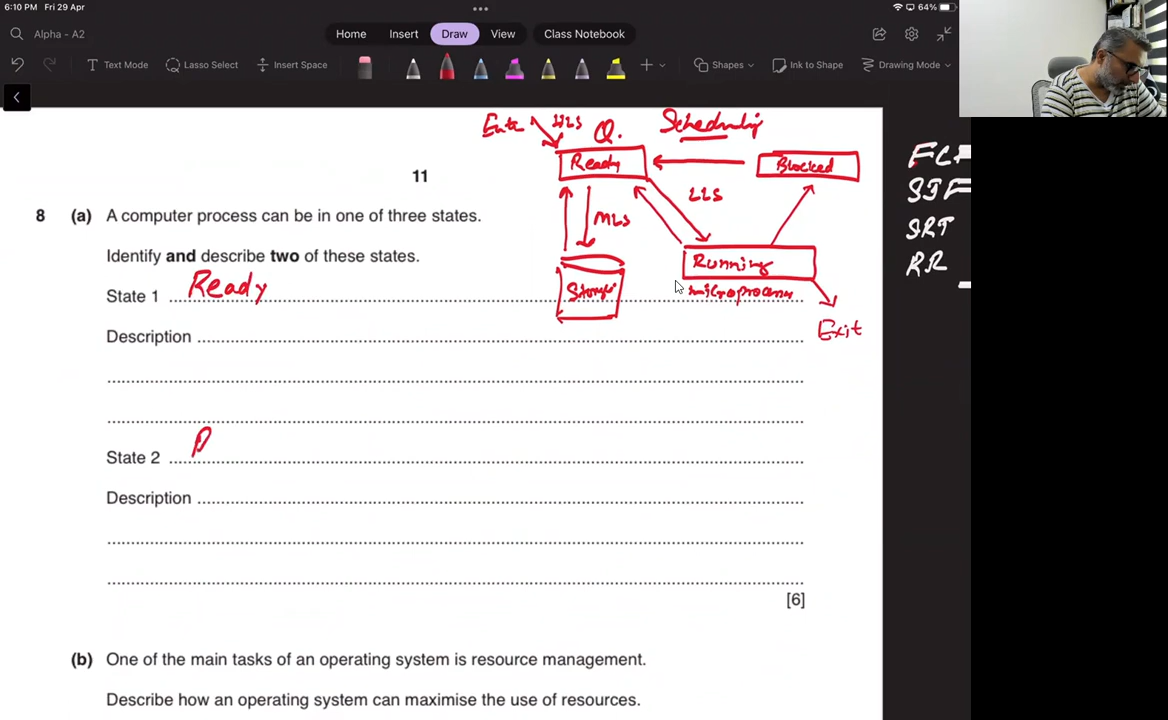 6:10 PM Fri 29 Apr
64%
Alpha - A2
Home Insert Draw View Class Notebook
Text Mode Lasso Select Insert Space Shapes Ink to Shape Drawing Mode
HLS Q. Scheduling
Ready Blocked
LLS
MLS
Running
microprocessor
Storage
Exit
SJF
SRT
RR
11
8 (a) A computer process can be in one of three states.
Identify and describe two of these states.
State 1 Ready
Description
State 2
Description
[6]
(b) One of the main tasks of an operating system is resource management.
Describe how an operating system can maximise the use of resources.